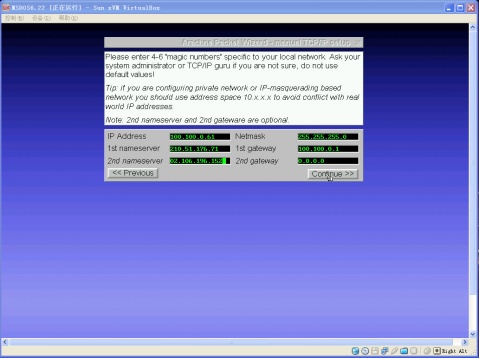 MSDOS6.22 [正在运行] - Sun xVM VirtualBox
控制(M) 设备(D) 帮助(H)
Arachne Packet Wizard - manual TCP/IP setup
Please enter 4-6 "magic numbers" specific to your local network. Ask your
system administrator or TCP/IP guru if you are not sure, do not use
default values!
Tip: if you are configuring private network or IP-masquerading based
network you should use address space 10.x.x.x to avoid conflict with real
world IP addresses.
Note: 2nd nameserver and 2nd gateware are optional.
IP Address 100.100.0.61 Netmask 255.255.255.0
1st nameserver 210.51.176.71 1st gateway 100.100.0.1
2nd nameserver 02.106.196.152 2nd gateway 0.0.0.0
<< Previous Continue >>
Right Alt